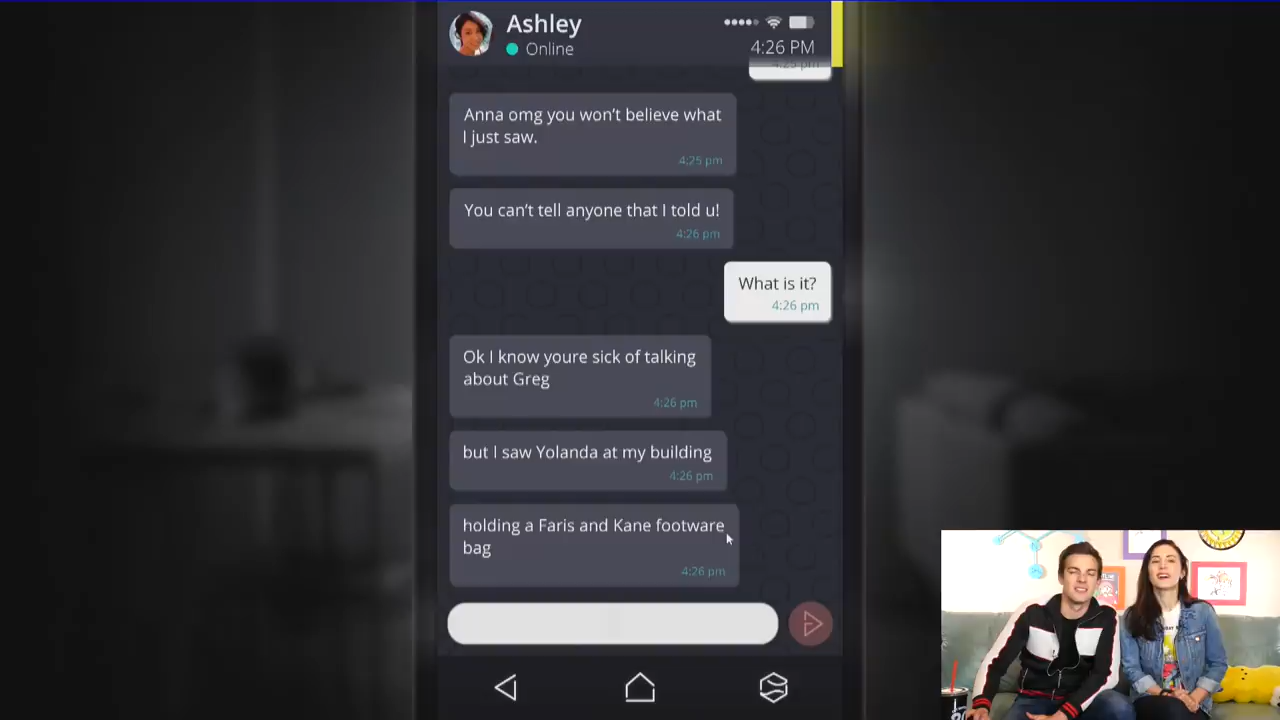 Ashley
Online
4:26 PM
4:25 pm
Anna omg you won't believe what
I just saw.
4:25 pm
You can't tell anyone that I told u!
4:26 pm
What is it?
4:26 pm
Ok I know youre sick of talking
about Greg
4:26 pm
but I saw Yolanda at my building
4:26 pm
holding a Faris and Kane footware
bag
4:26 pm